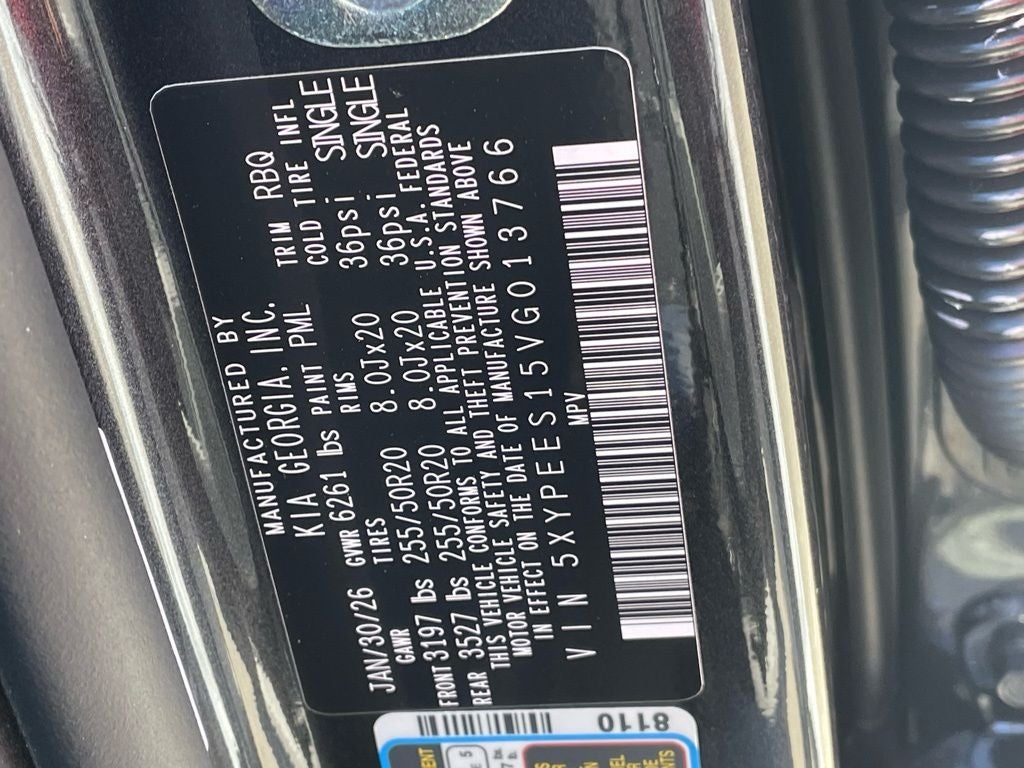 MANUFACTURED BY
KIA GEORGIA, INC.
JAN/30/26 GVWR 6261 lbs PAINT PML TRIM RBQ
GAWR TIRES RIMS COLD TIRE INFL
FRONT 3197 lbs 255/50R20 8.0Jx20 36psi SINGLE
REAR 3527 lbs 255/50R20 8.0Jx20 36psi SINGLE
THIS VEHICLE CONFORMS TO ALL APPLICABLE U.S.A. FEDERAL
MOTOR VEHICLE SAFETY AND THEFT PREVENTION STANDARDS
IN EFFECT ON THE DATE OF MANUFACTURE SHOWN ABOVE
VIN 5XYPEES15VG013766
MPV
8110